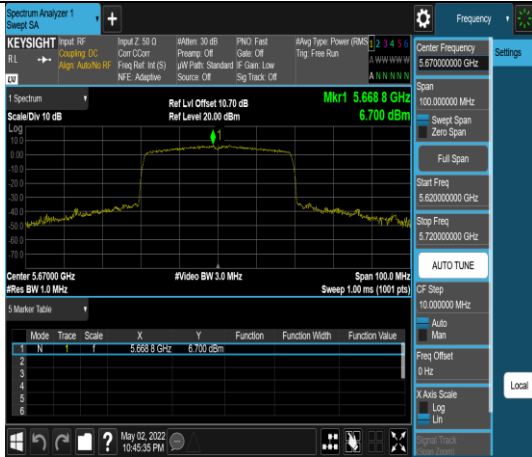 Spectrum Analyzer 1
Swept SA
Frequency
KEYSIGHT
RL
Input: RF
Coupling: DC
Align: Auto/No RF
Input Z: 50 Ω
Corr CCorr
Freq Ref: Int (S)
NFE: Adaptive
#Atten: 30 dB
Preamp: Off
µW Path: Standard
Source: Off
PNO: Fast
Gate: Off
IF Gain: Low
Sig Track: Off
#Avg Type: Power (RMS
Trig: Free Run
1 2 3 4 5 6
A W W W W W
A N N N N N
LXI
1 Spectrum
Scale/Div 10 dB
Ref Lvl Offset 10.70 dB
Ref Level 20.00 dBm
Mkr1 5.668 8 GHz
6.700 dBm
Log
10.0
0.00
-10.0
-20.0
-30.0
-40.0
-50.0
-60.0
-70.0
1
Center 5.67000 GHz
#Res BW 1.0 MHz
#Video BW 3.0 MHz
Span 100.0 MHz
Sweep 1.00 ms (1001 pts)
5 Marker Table
Mode Trace Scale X Y Function Function Width Function Value
1 N 1 f 5.668 8 GHz 6.700 dBm
2
3
4
5
6
May 02, 2022
10:45:35 PM
Settings
Center Frequency
5.670000000 GHz
Span
100.000000 MHz
Swept Span
Zero Span
Full Span
Start Freq
5.620000000 GHz
Stop Freq
5.720000000 GHz
AUTO TUNE
CF Step
10.000000 MHz
Auto
Man
Freq Offset
0 Hz
X Axis Scale
Log
Lin
Signal Track
(Span Zoom)
Local